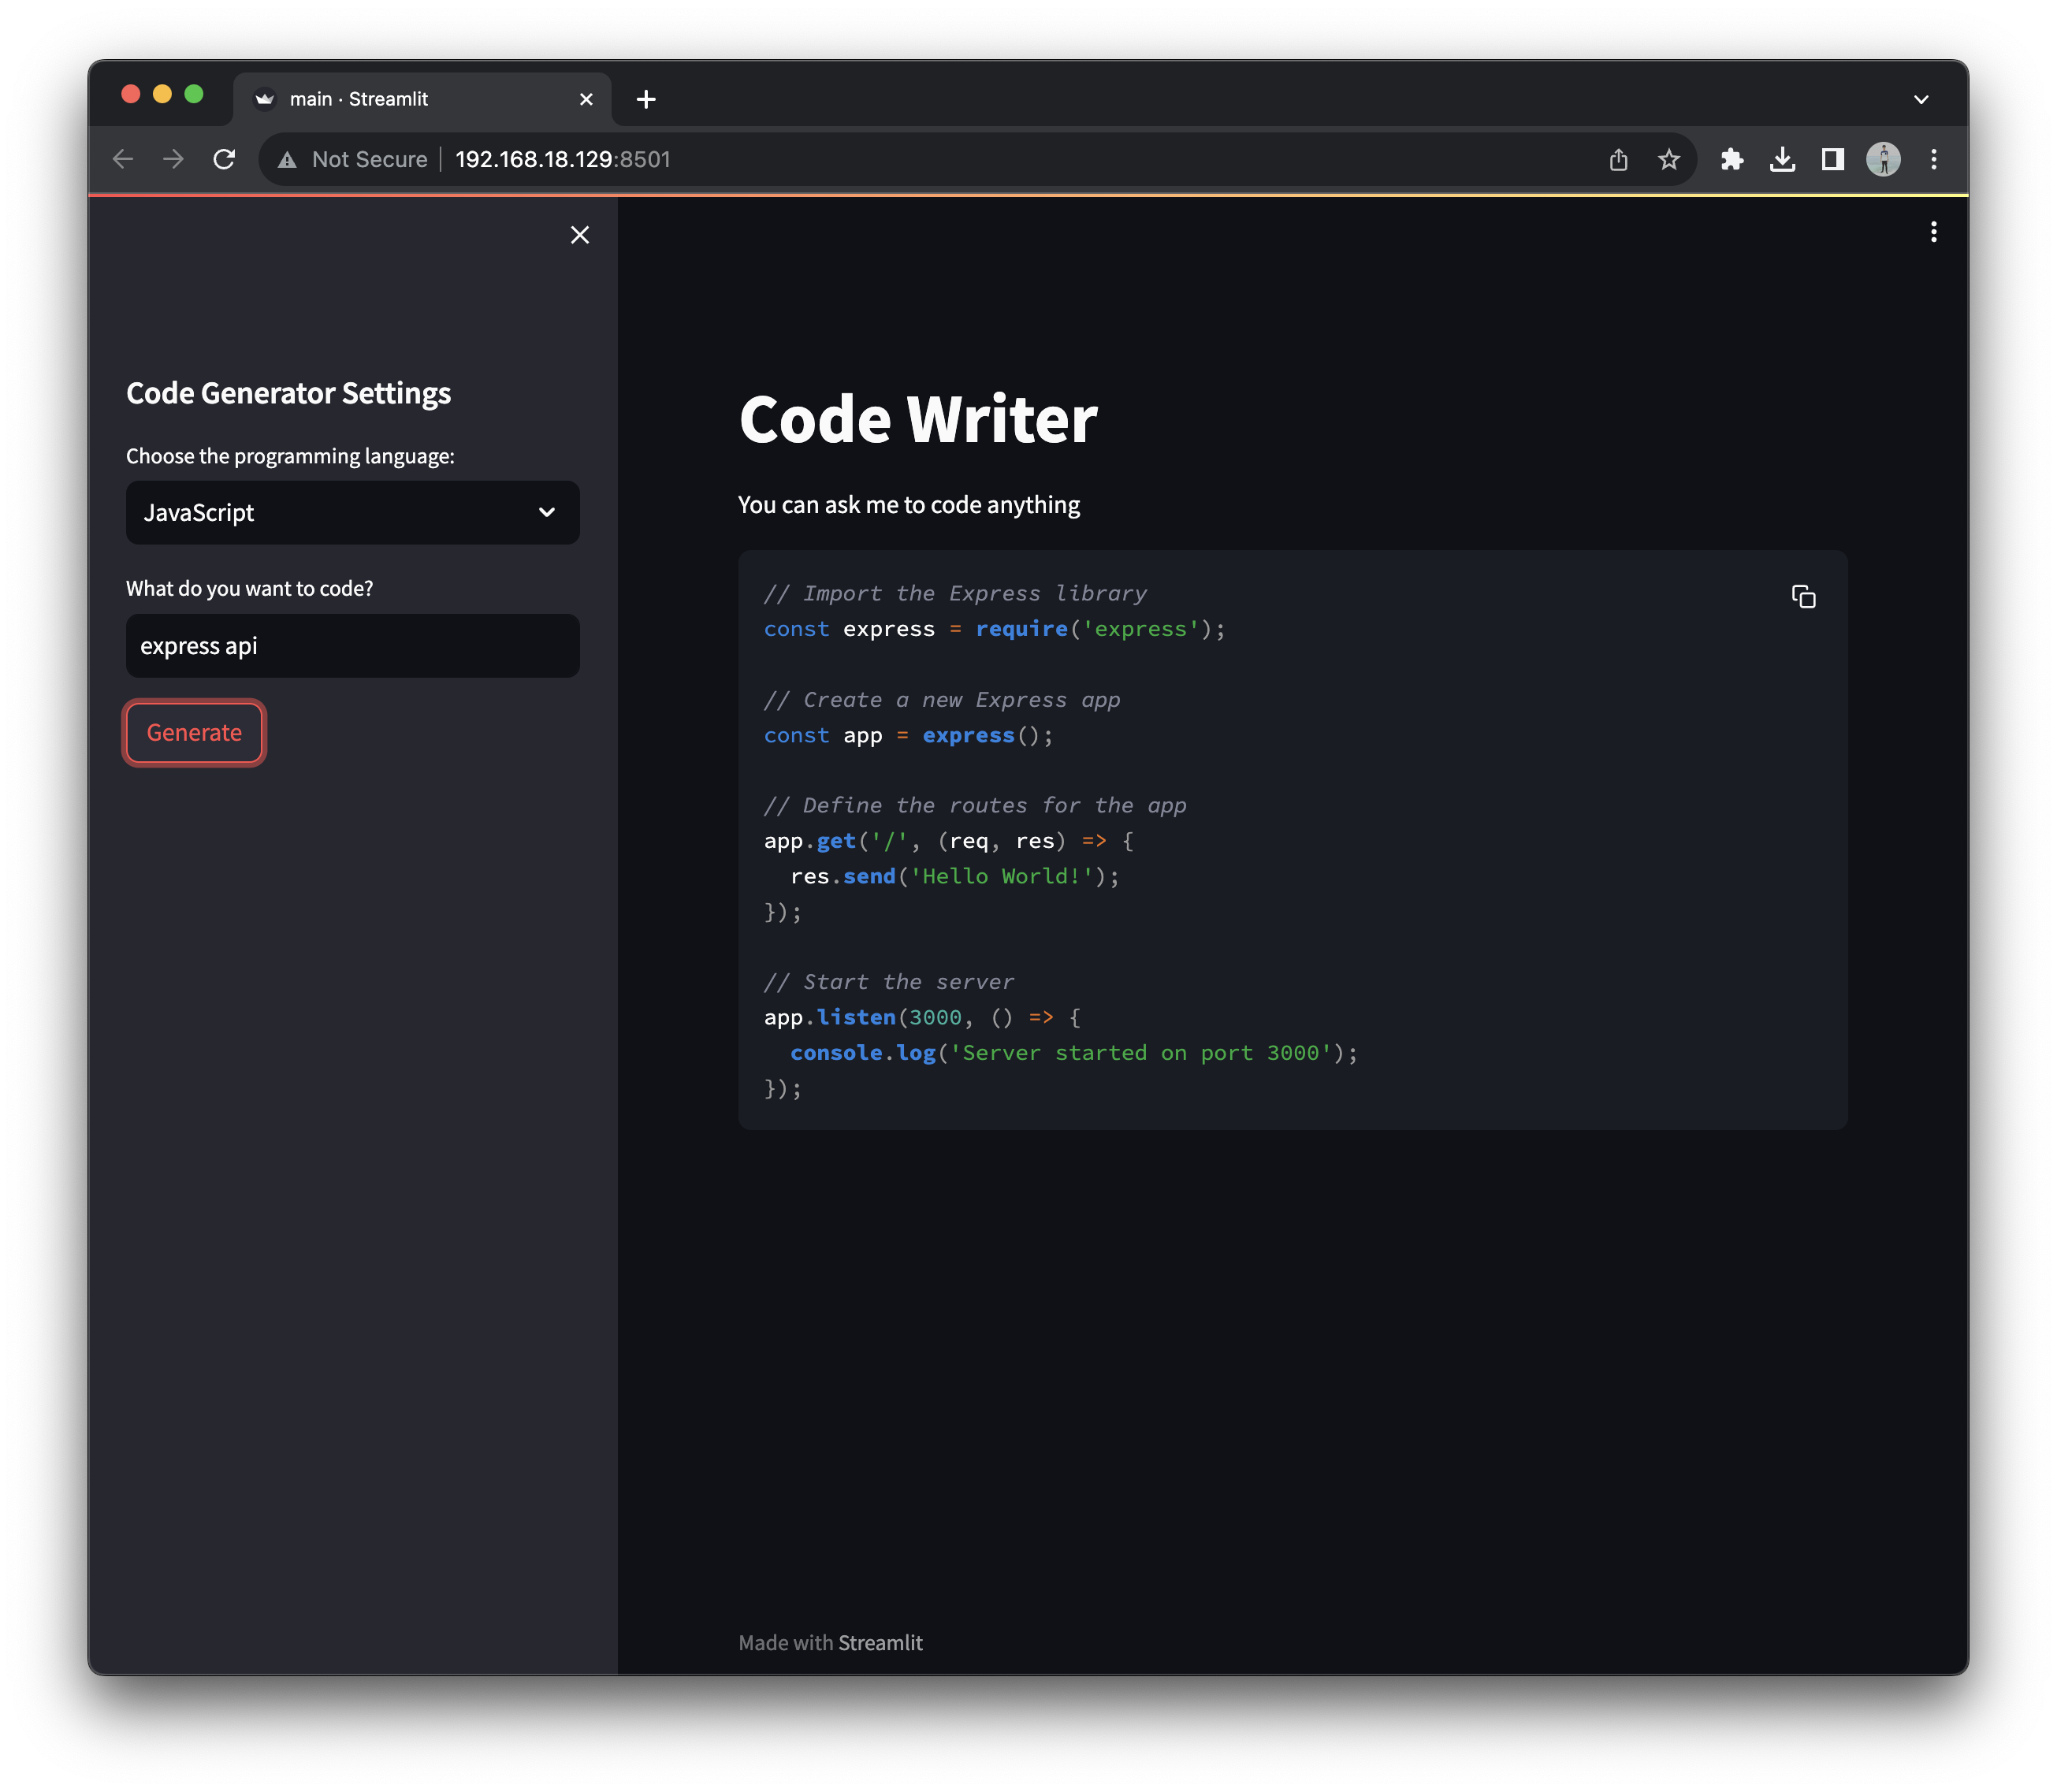 main · Streamlit
Not Secure 192.168.18.129:8501
Code Generator Settings
Choose the programming language:
JavaScript
What do you want to code?
express api
Generate
Code Writer
You can ask me to code anything
// Import the Express library
const express = require('express');
// Create a new Express app
const app = express();
// Define the routes for the app
app.get('/', (req, res) => {
  res.send('Hello World!');
});
// Start the server
app.listen(3000, () => {
  console.log('Server started on port 3000');
});
Made with Streamlit